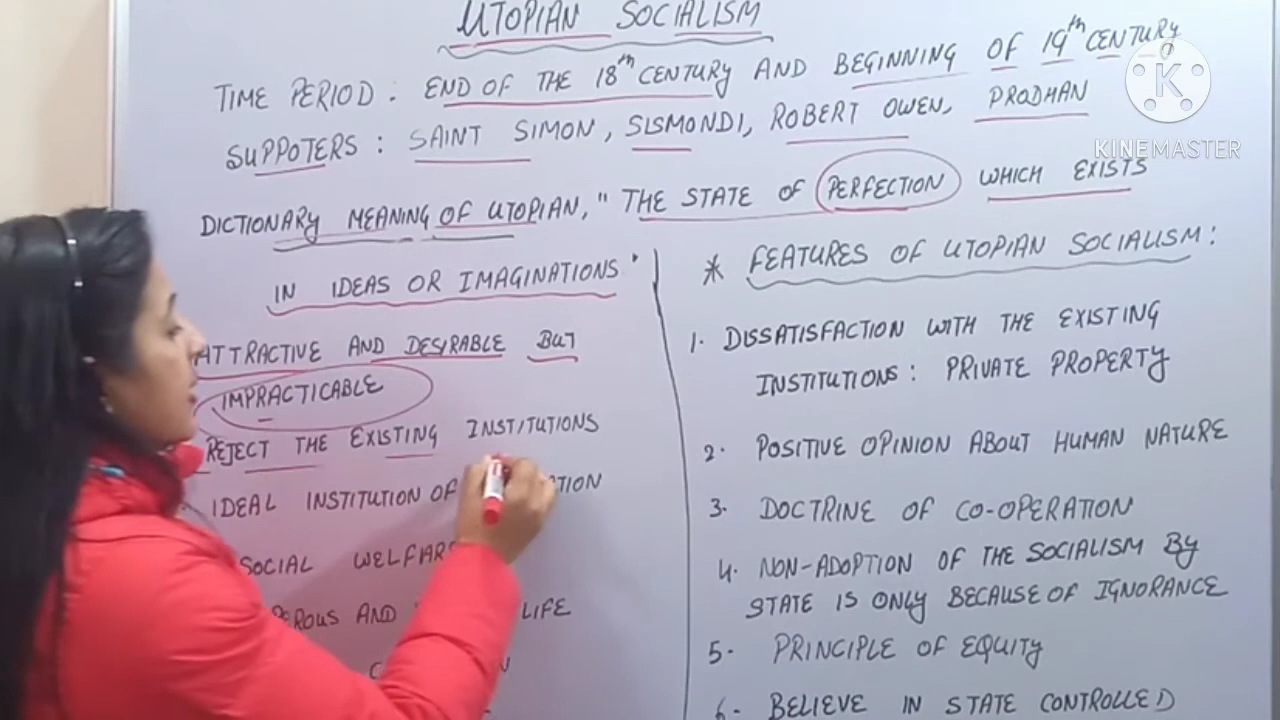 UTOPIAN SOCIALISM
TIME PERIOD : END OF THE 18th CENTURY AND BEGINNING OF 19th CENTURY
SUPPOTERS : SAINT SIMON, SISMONDI, ROBERT OWEN, PRODHAN
K
KINEMASTER
DICTIONARY MEANING OF UTOPIAN, "THE STATE OF PERFECTION WHICH EXISTS
IN IDEAS OR IMAGINATIONS"
ATTRACTIVE AND DESIRABLE BUT
IMPRACTICABLE
REJECT THE EXISTING INSTITUTIONS
IDEAL INSTITUTION OF
SOCIAL WELFARE
AND LIFE
* FEATURES OF UTOPIAN SOCIALISM :
1. DISSATISFACTION WITH THE EXISTING
INSTITUTIONS : PRIVATE PROPERTY
2. POSITIVE OPINION ABOUT HUMAN NATURE
3. DOCTRINE OF CO-OPERATION
4. NON-ADOPTION OF THE SOCIALISM BY
STATE IS ONLY BECAUSE OF IGNORANCE
5. PRINCIPLE OF EQUITY
6. BELIEVE IN STATE CONTROLLED